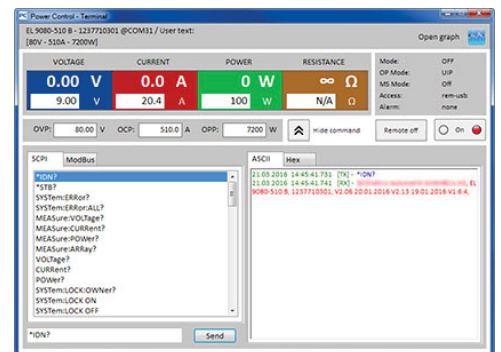 Power Control - Terminal
EL 9080-510 B - 1237710301 @COM31 / User text:
[80V - 510A - 7200W]
Open graph
VOLTAGE CURRENT POWER RESISTANCE
0.00 V 0.0 A 0 W ∞ Ω
9.00 V 20.4 A 100 W N/A Ω
Mode: OFF
OP Mode: UIP
MS Mode: Off
Access: rem-usb
Alarm: none
OVP: 80.00 V OCP: 510.0 A OPP: 7200 W Hide command Remote off On
SCPI ModBus
*IDN?
*STB?
SYSTem:ERRor?
SYSTem:ERRor:ALL?
MEASure:VOLTage?
MEASure:CURRent?
MEASure:POWer?
MEASure:ARRay?
VOLTage?
CURRent?
POWer?
SYSTem:LOCK:OWNer?
SYSTem:LOCK ON
SYSTem:LOCK OFF
*IDN? Send
ASCII Hex
21.03.2016 14:45:41.731 [TX] - *IDN?
21.03.2016 14:45:41.741 [RX] - EL
9080-510 B, 1237710301, V2.06 20.01.2016 V2.13 19.01.2016 V1.6.4,